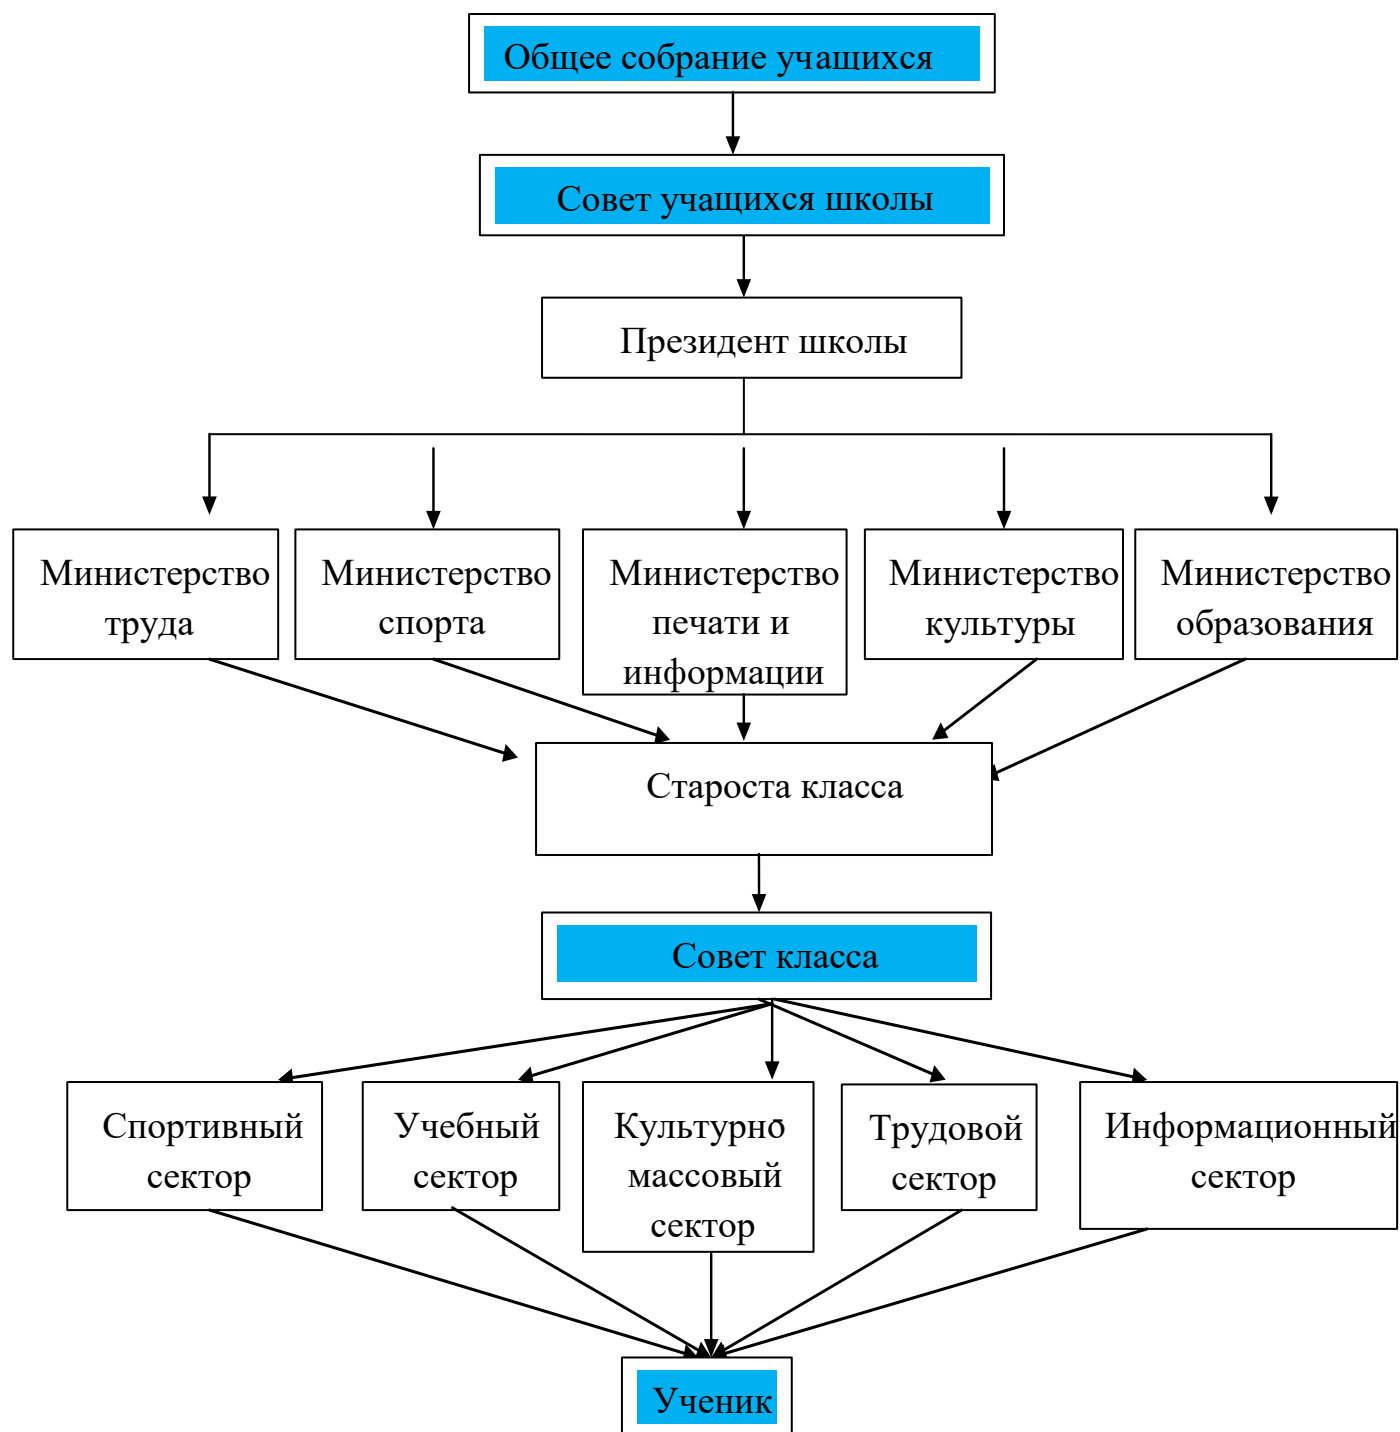 Общее собрание учащихся
Совет учащихся школы
Президент школы
Министерство
труда
Министерство
спорта
Министерство
печати и
информации
Министерство
культуры
Министерство
образования
Староста класса
Совет класса
Спортивный
сектор
Учебный
сектор
Культурно-
массовый
сектор
Трудовой
сектор
Информационный
сектор
Ученик